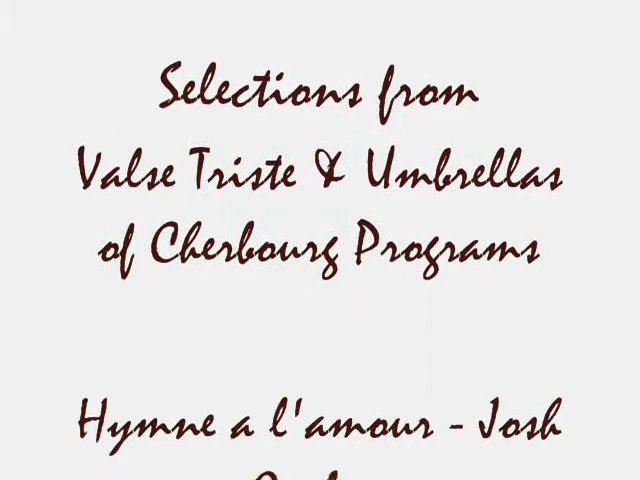 Selections from
Valse Triste & Umbrellas
of Cherbourg Programs
Hymne a l'amour - Josh